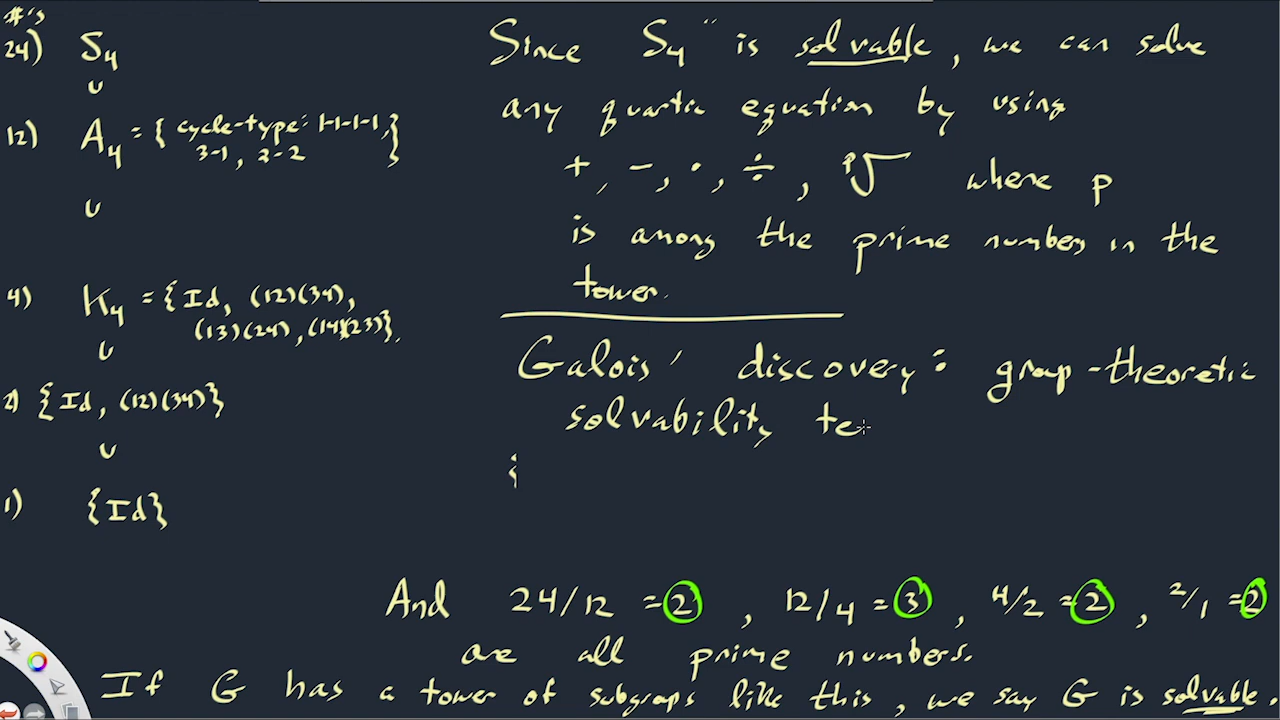 #'s
24) S4
∪
12) A4 = { cycle-type: 1-1-1-1,
3-1, 2-2 }
∪
4) K4 = {Id, (12)(34),
(13)(24), (14)(23)}.
∪
2) {Id, (12)(34)}
∪
1) {Id}
Since S4 " is solvable, we can solve
any quartic equation by using
+, -, ·, ÷, p√ where p
is among the prime numbers in the
tower.
Galois' discovery: group-theoretic
solvability te
{
And 24/12 = 2, 12/4 = 3, 4/2 = 2, 2/1 = 2
are all prime numbers.
If G has a tower of subgraps like this, we say G is solvable.